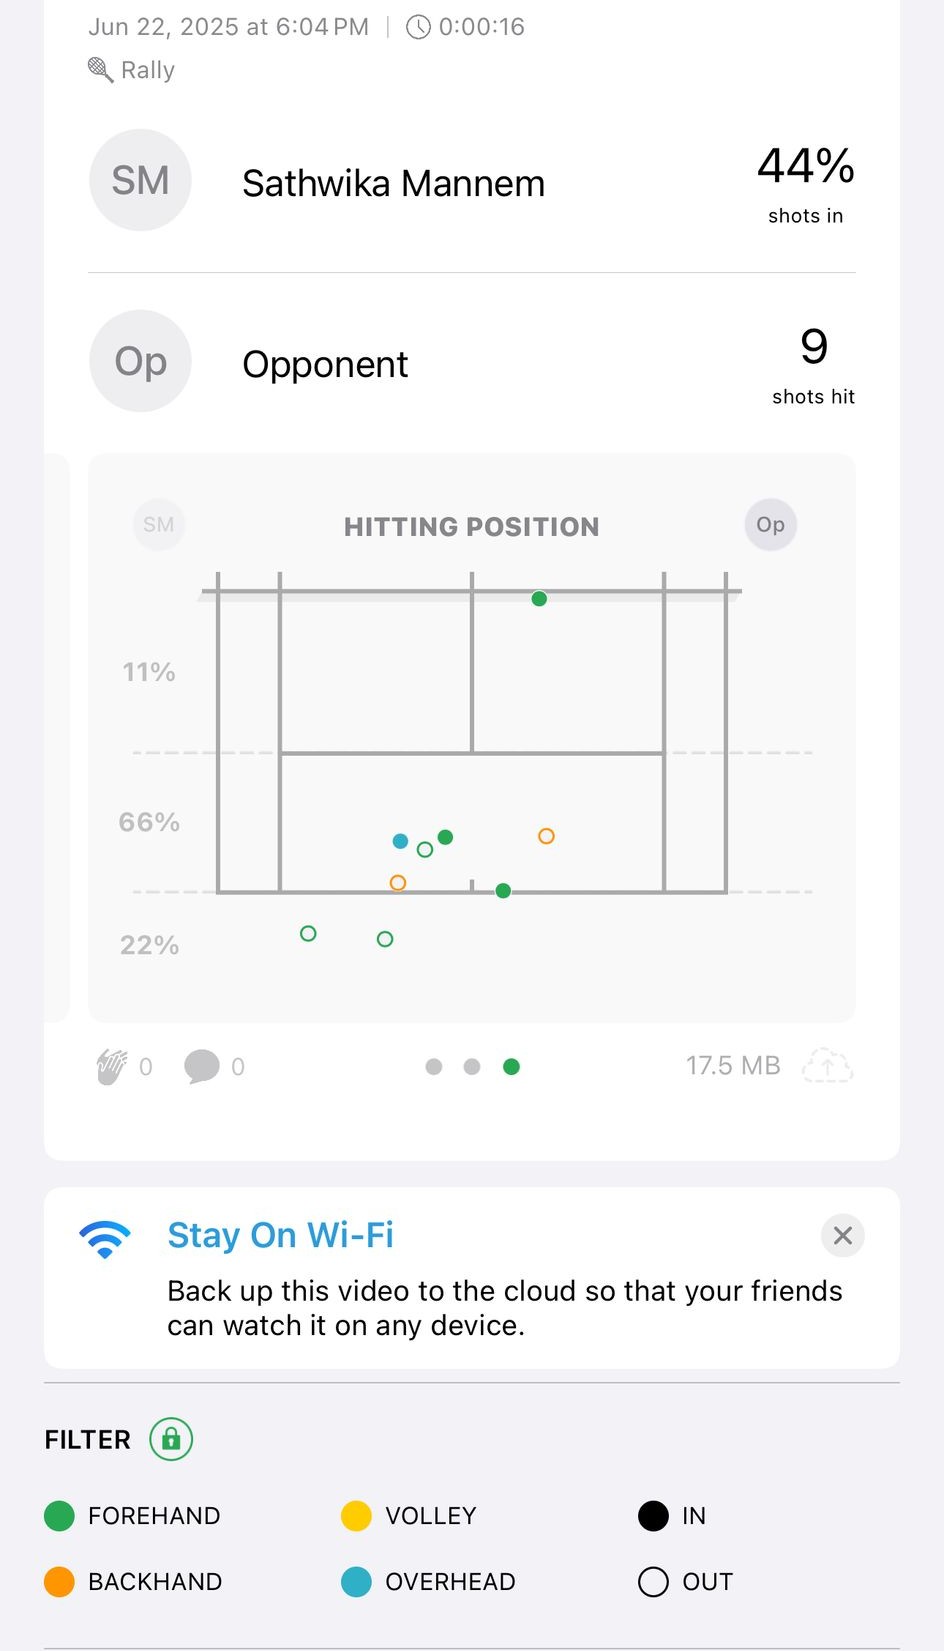 Jun 22, 2025 at 6:04 PM | 0:00:16
Rally
SM Sathwika Mannem 44%
shots in
Op Opponent 9
shots hit
SM HITTING POSITION Op
11%
66%
22%
0 0 17.5 MB
Stay On Wi-Fi
Back up this video to the cloud so that your friends
can watch it on any device.
FILTER
FOREHAND VOLLEY IN
BACKHAND OVERHEAD OUT